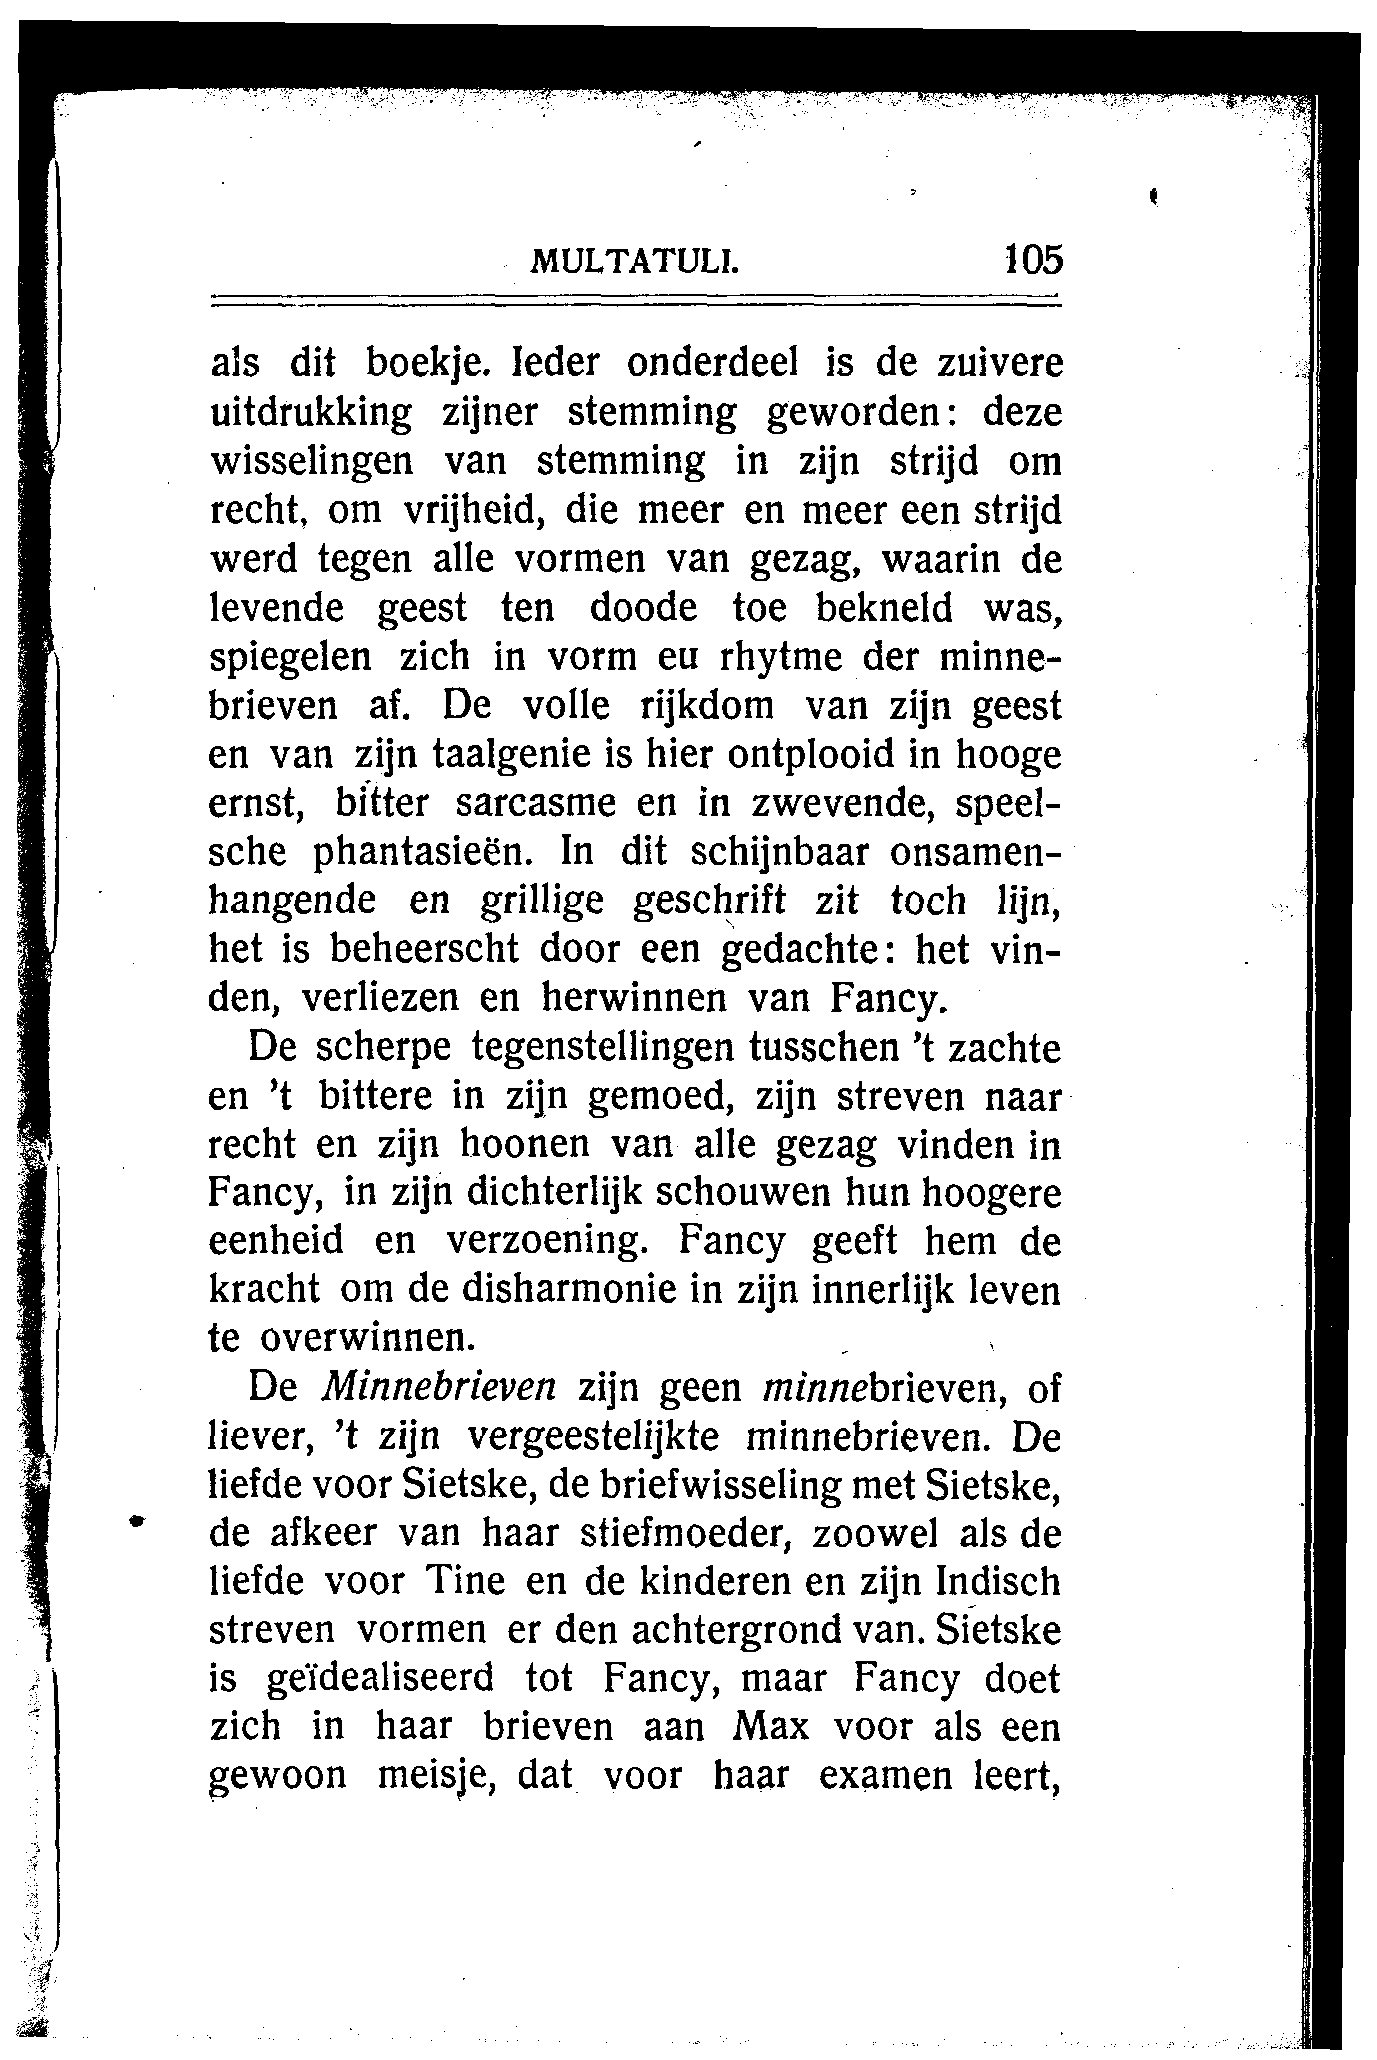 MULTATULI. 105
als dit boekje. Ieder onderdeel is de zuivere
uitdrukking zijner stemming geworden: deze
wisselingen van stemming in zijn strijd om
recht, om vrijheid, die meer en meer een strijd
werd tegen alle vormen van gezag, waarin de
levende geest ten doode toe bekneld was,
spiegelen zich in vorm eu rhytme der minne-
brieven af. De volle rijkdom van zijn geest
en van zijn taalgenie is hier ontplooid in hooge
ernst, bitter sarcasme en in zwevende, speel-
sche phantasieën. In dit schijnbaar onsamen-
hangende en grillige geschrift zit toch lijn,
het is beheerscht door een gedachte: het vin-
den, verliezen en herwinnen van Fancy.
De scherpe tegenstellingen tusschen 't zachte
en 't bittere in zijn gemoed, zijn streven naar
recht en zijn hoonen van alle gezag vinden in
Fancy, in zijn dichterlijk schouwen hun hoogere
eenheid en verzoening. Fancy geeft hem de
kracht om de disharmonie in zijn innerlijk leven
te overwinnen.
De Minnebrieven zijn geen minnebrieven, of
liever, 't zijn vergeestelijkte minnebrieven. De
liefde voor Sietske, de briefwisseling met Sietske,
de afkeer van haar stiefmoeder, zoowel als de
liefde voor Tine en de kinderen en zijn Indisch
streven vormen er den achtergrond van. Sietske
is geïdealiseerd tot Fancy, maar Fancy doet
zich in haar brieven aan Max voor als een
gewoon meisje, dat voor haar examen leert,